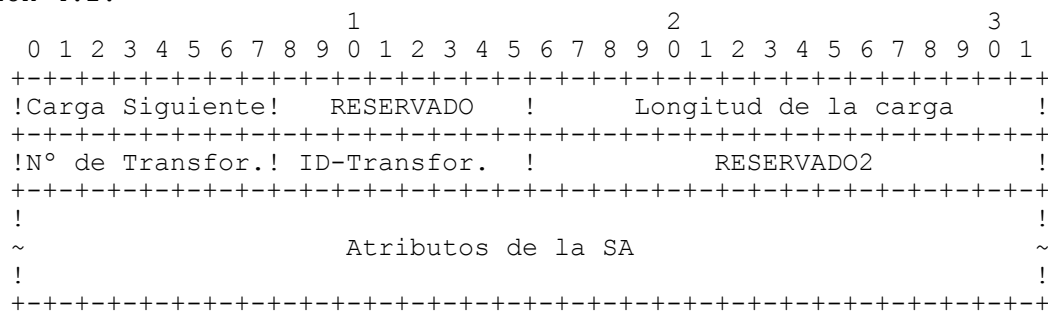 1                   2                   3
 0 1 2 3 4 5 6 7 8 9 0 1 2 3 4 5 6 7 8 9 0 1 2 3 4 5 6 7 8 9 0 1
+-+-+-+-+-+-+-+-+-+-+-+-+-+-+-+-+-+-+-+-+-+-+-+-+-+-+-+-+-+-+-+-+
!Carga Siguiente!   RESERVADO   !      Longitud de la carga     !
+-+-+-+-+-+-+-+-+-+-+-+-+-+-+-+-+-+-+-+-+-+-+-+-+-+-+-+-+-+-+-+-+
!Nº de Transfor.! ID-Transfor.  !           RESERVADO2          !
+-+-+-+-+-+-+-+-+-+-+-+-+-+-+-+-+-+-+-+-+-+-+-+-+-+-+-+-+-+-+-+-+
!                                                               !
~                    Atributos de la SA                         ~
!                                                               !
+-+-+-+-+-+-+-+-+-+-+-+-+-+-+-+-+-+-+-+-+-+-+-+-+-+-+-+-+-+-+-+-+